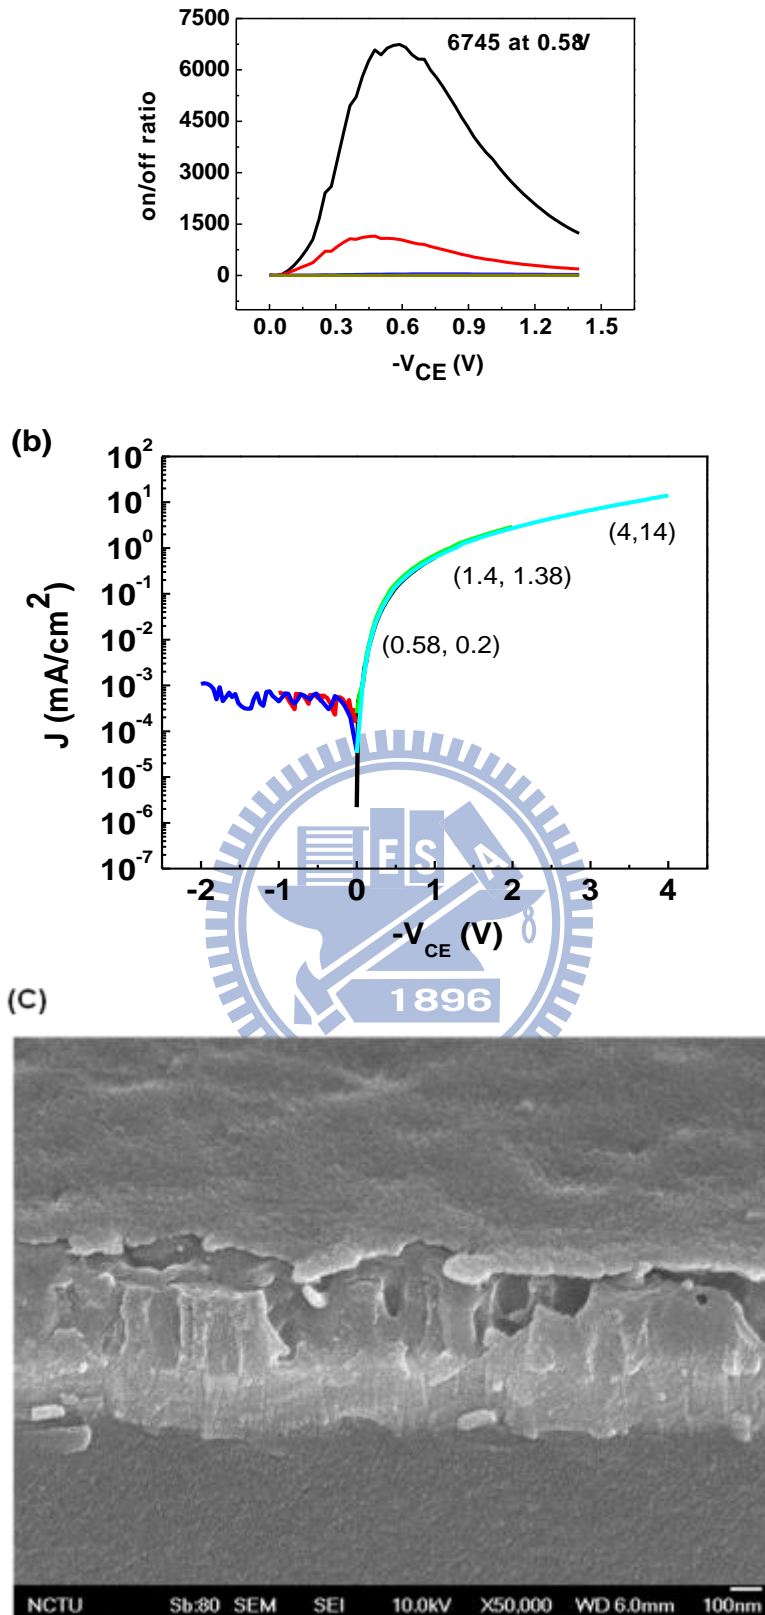 7500
6745 at 0.58V
6000
4500
3000
1500
0
on/off ratio
0.0 0.3 0.6 0.9 1.2 1.5
-VCE (V)
(b)
10^2
10^1
10^0
10^-1
10^-2
10^-3
10^-4
10^-5
10^-6
10^-7
J (mA/cm^2)
(4,14)
(1.4, 1.38)
(0.58, 0.2)
-2 -1 0 1 2 3 4
-VCE (V)
E S A
8
1896
(C)
NCTU Sb:80 SEM SEI 10.0kV X50,000 WD 6.0mm 100nm